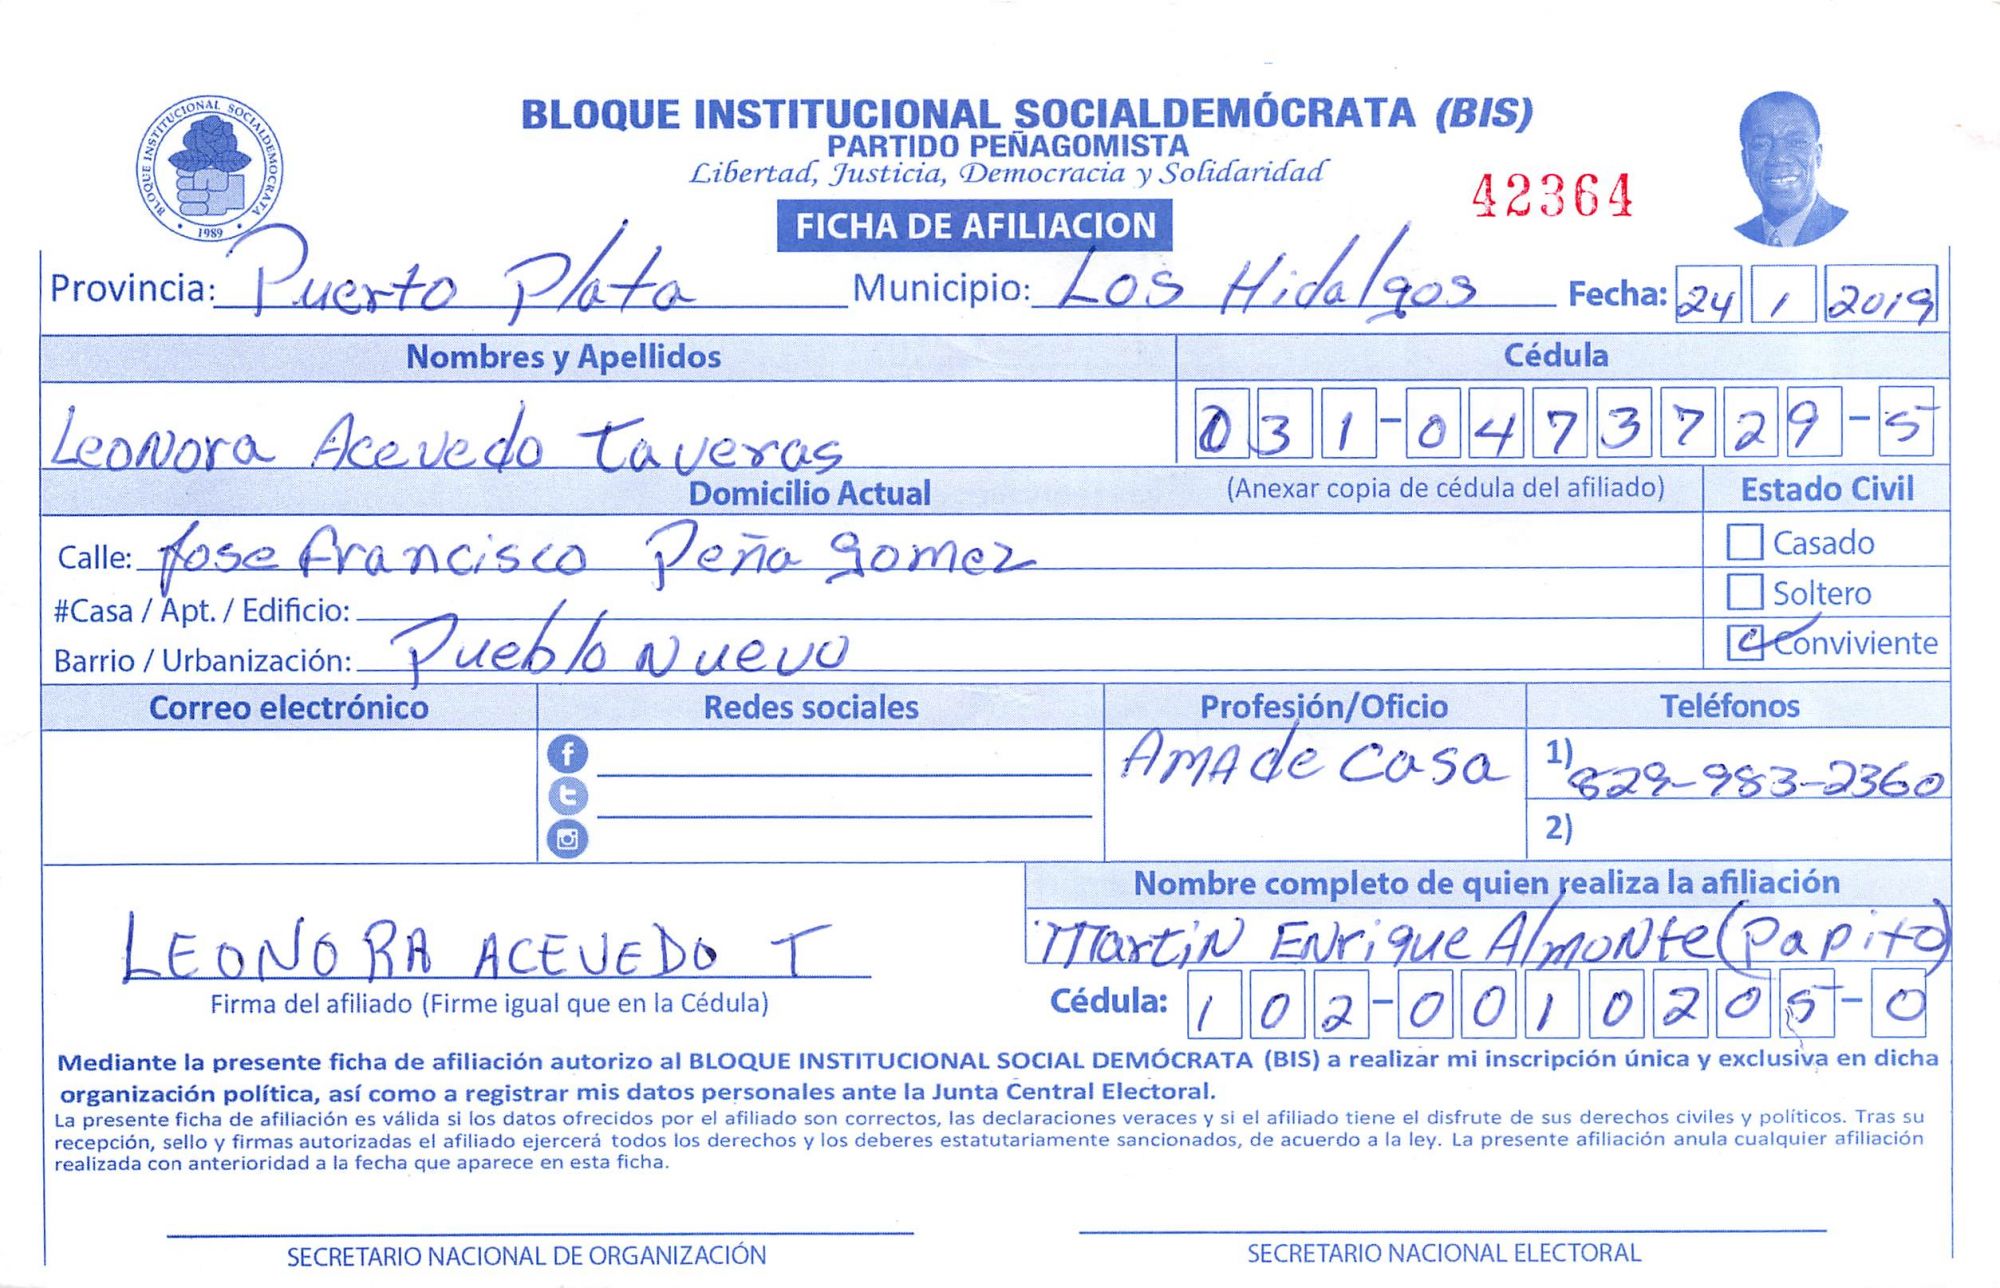 BLOQUE INSTITUCIONAL SOCIALDEMÓCRATA (BIS)
PARTIDO PEÑAGOMISTA
Libertad, Justicia, Democracia y Solidaridad
BLOQUE INSTITUCIONAL SOCIALDEMOCRATA
1989
42364
FICHA DE AFILIACION
Provincia: Puerto Plata Municipio: Los Hidalgos Fecha: 24 1 2019
Nombres y Apellidos Cédula
Leonora Acevedo Taveras 031-0473729-5
Domicilio Actual (Anexar copia de cédula del afiliado) Estado Civil
Calle: Jose Francisco Peña gomez Casado
#Casa / Apt. / Edificio: Soltero
Barrio / Urbanización: Pueblo Nuevo Conviviente
Correo electrónico Redes sociales Profesión/Oficio Teléfonos
AMA de Casa 1) 829-983-2360
2)
Nombre completo de quien realiza la afiliación
LEONORA ACEVEDO T Martin Enrique Almonte (Papito)
Firma del afiliado (Firme igual que en la Cédula) Cédula: 102-0010205-0
Mediante la presente ficha de afiliación autorizo al BLOQUE INSTITUCIONAL SOCIAL DEMÓCRATA (BIS) a realizar mi inscripción única y exclusiva en dicha
organización política, así como a registrar mis datos personales ante la Junta Central Electoral.
La presente ficha de afiliación es válida si los datos ofrecidos por el afiliado son correctos, las declaraciones veraces y si el afiliado tiene el disfrute de sus derechos civiles y políticos. Tras su
recepción, sello y firmas autorizadas el afiliado ejercerá todos los derechos y los deberes estatutariamente sancionados, de acuerdo a la ley. La presente afiliación anula cualquier afiliación
realizada con anterioridad a la fecha que aparece en esta ficha.
SECRETARIO NACIONAL DE ORGANIZACIÓN SECRETARIO NACIONAL ELECTORAL